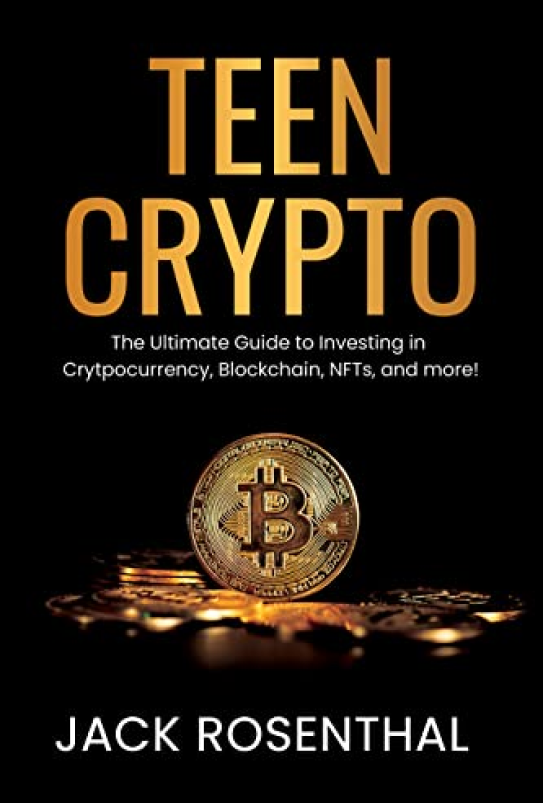 TEEN
CRYPTO
The Ultimate Guide to Investing in
Crytpocurrency, Blockchain, NFTs, and more!
JACK ROSENTHAL